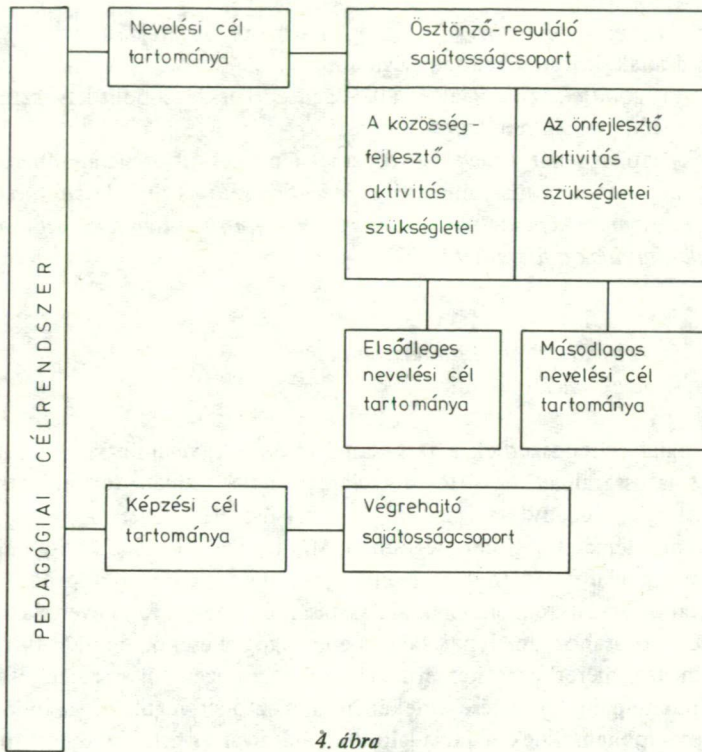 PEDAGÓGIAI CÉLRENDSZER
Nevelési cél
tartománya
Ösztönző-reguláló
sajátosságcsoport
A közösség-
fejlesztő
aktivitás
szükségletei
Az önfejlesztő
aktivitás
szükségletei
Elsődleges
nevelési cél
tartománya
Másodlagos
nevelési cél
tartománya
Képzési cél
tartománya
Végrehajtó
sajátosságcsoport
4. ábra